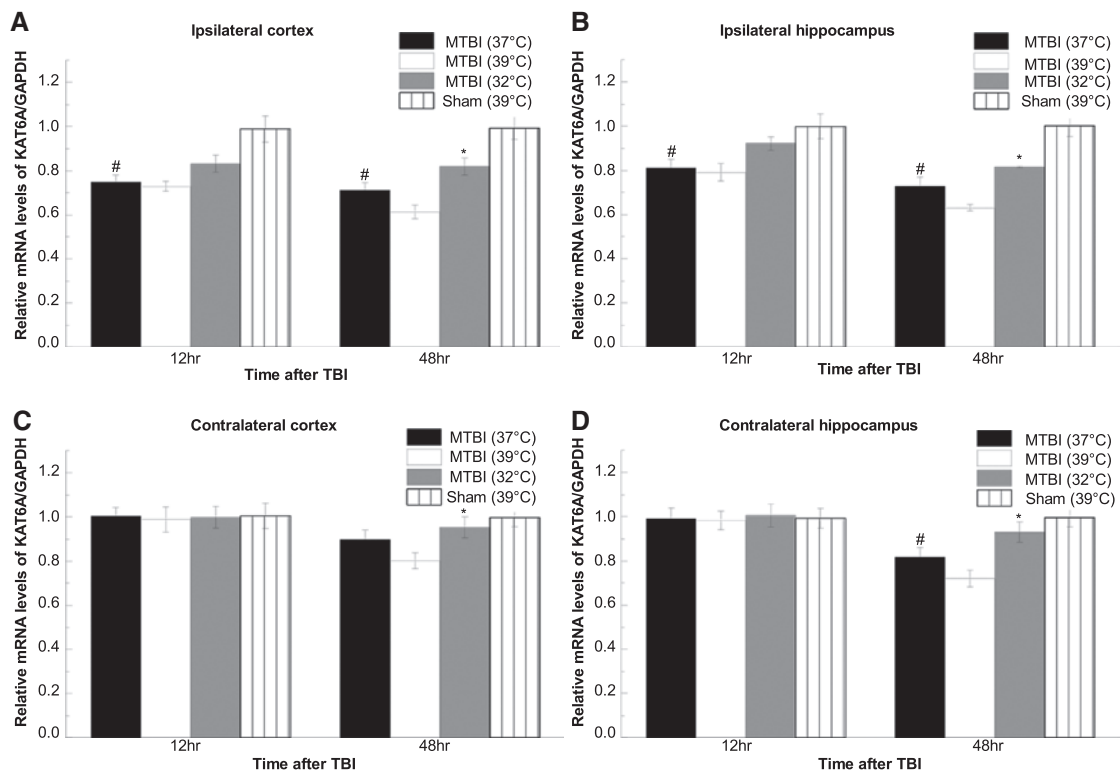 A
Ipsilateral cortex
MTBI (37°C)
MTBI (39°C)
MTBI (32°C)
Sham (39°C)
Relative mRNA levels of KAT6A/GAPDH
1.2
1.0
0.8
0.6
0.4
0.2
0.0
#
#
*
12hr
48hr
Time after TBI
B
Ipsilateral hippocampus
MTBI (37°C)
MTBI (39°C)
MTBI (32°C)
Sham (39°C)
Relative mRNA levels of KAT6A/GAPDH
1.2
1.0
0.8
0.6
0.4
0.2
0.0
#
#
*
12hr
48hr
Time after TBI
C
Contralateral cortex
MTBI (37°C)
MTBI (39°C)
MTBI (32°C)
Sham (39°C)
Relative mRNA levels of KAT6A/GAPDH
1.2
1.0
0.8
0.6
0.4
0.2
0.0
*
12hr
48hr
Time after TBI
D
Contralateral hippocampus
MTBI (37°C)
MTBI (39°C)
MTBI (32°C)
Sham (39°C)
Relative mRNA levels of KAT6A/GAPDH
1.2
1.0
0.8
0.6
0.4
0.2
0.0
#
*
12hr
48hr
Time after TBI